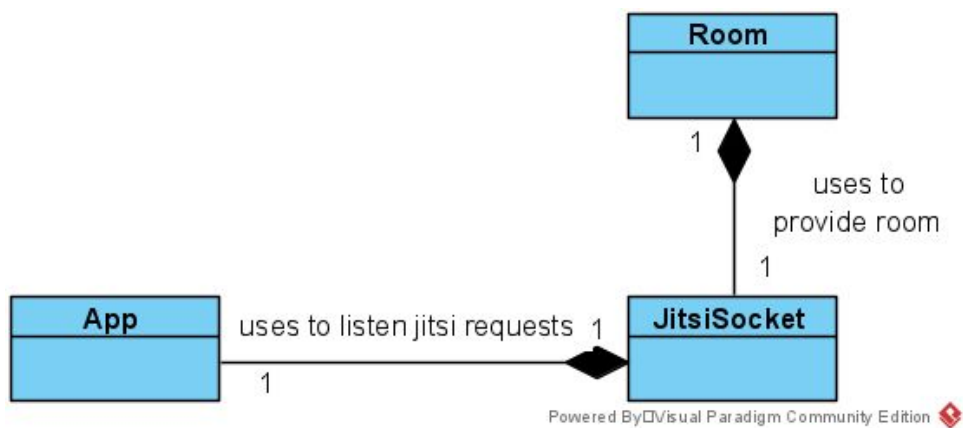 Room
1
uses to
provide room
1
App
uses to listen jitsi requests
1
JitsiSocket
1
Powered By□Visual Paradigm Community Edition